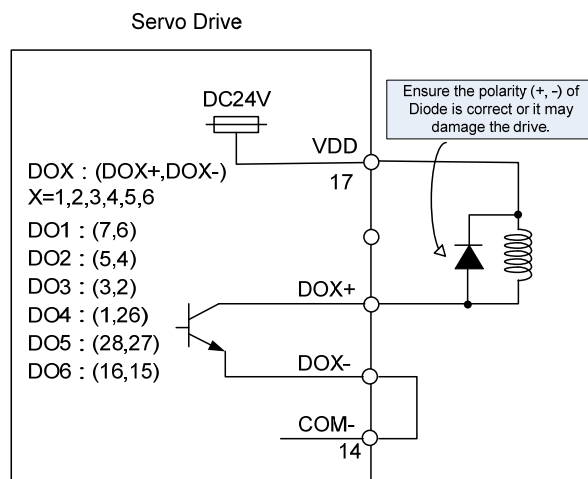 Servo Drive
DC24V
Ensure the polarity (+, -) of
Diode is correct or it may
damage the drive.
VDD
17
DOX : (DOX+,DOX-)
X=1,2,3,4,5,6
DO1 : (7,6)
DO2 : (5,4)
DO3 : (3,2)
DO4 : (1,26)
DO5 : (28,27)
DO6 : (16,15)
DOX+
DOX-
COM-
14